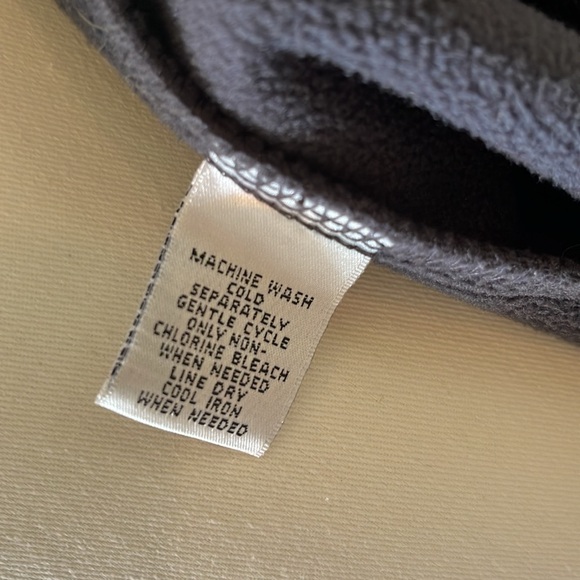 MACHINE WASH
COLD
SEPARATELY
GENTLE CYCLE
ONLY NON-
CHLORINE BLEACH
WHEN NEEDED
LINE DRY
COOL IRON
WHEN NEEDED